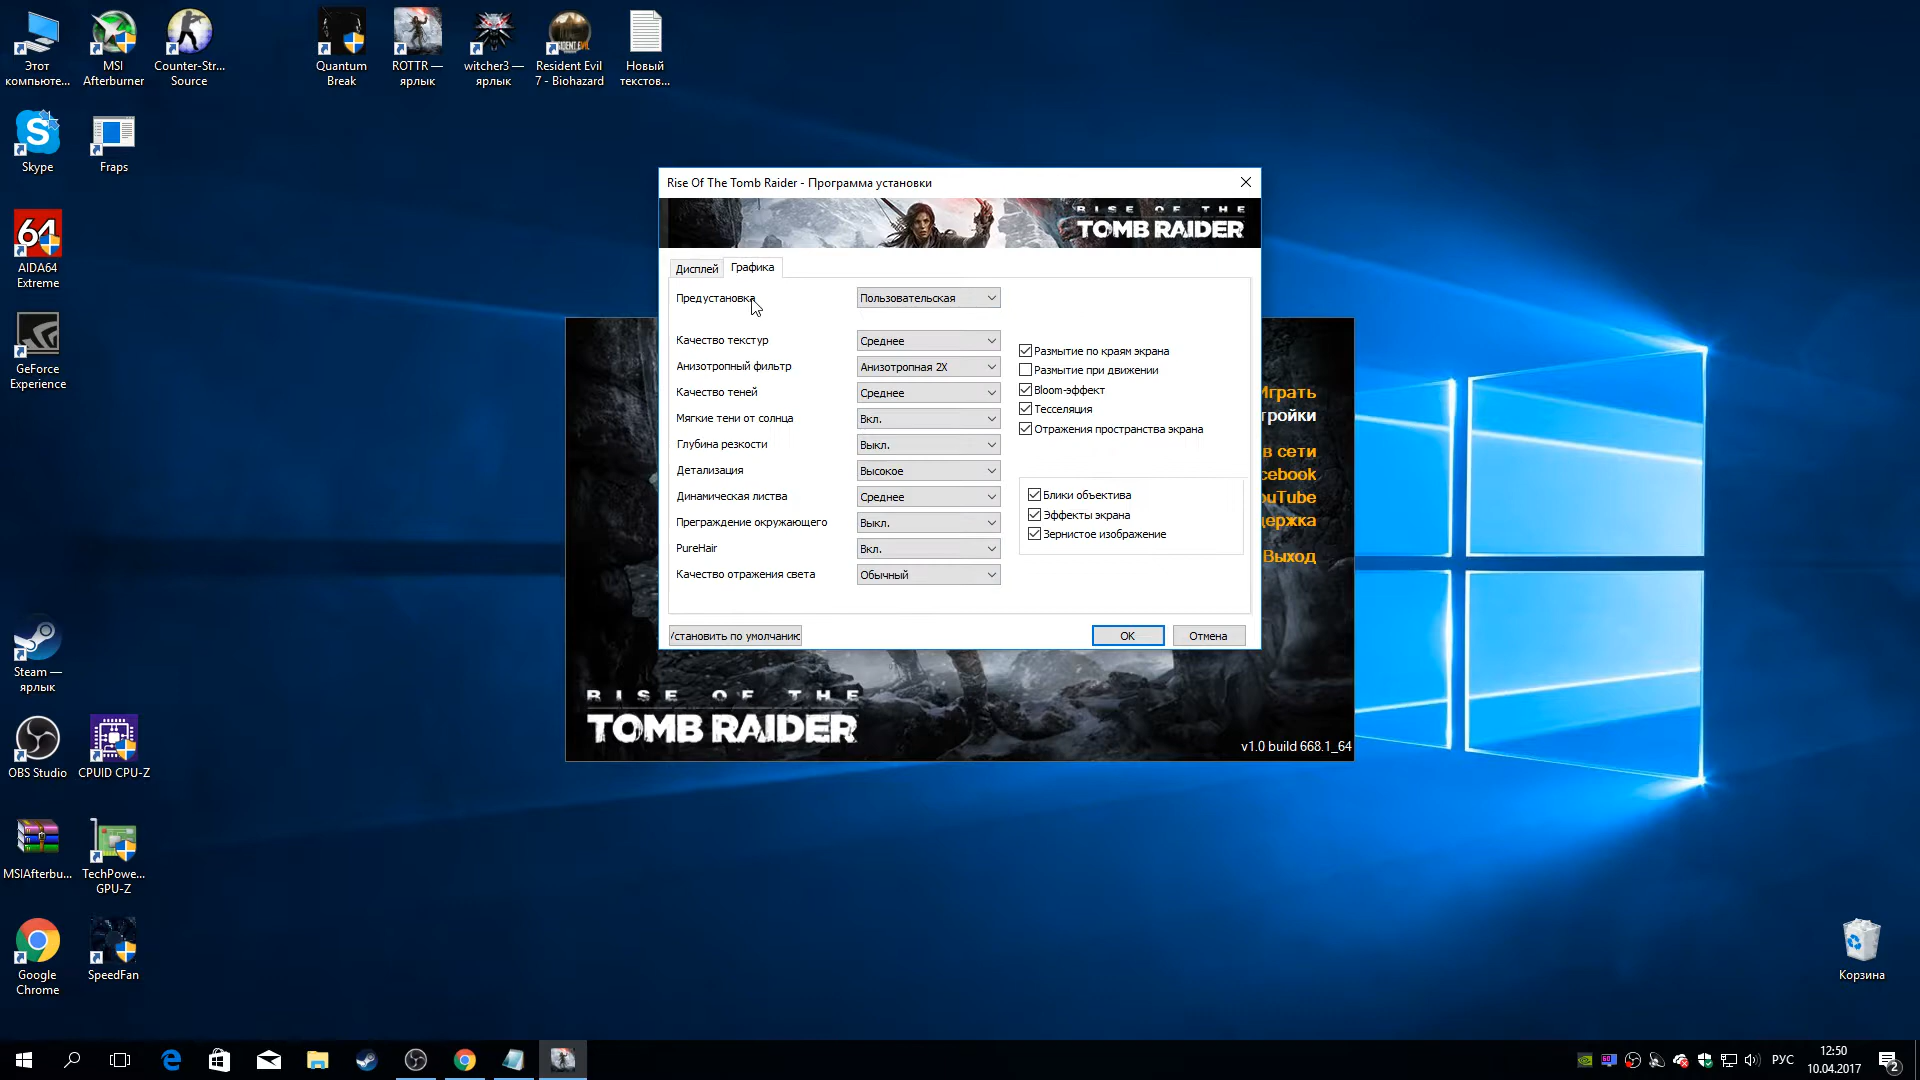 Этот
компьюте...
MSI
Afterburner
Counter-Str...
Source
Quantum
Break
ROTTR —
ярлык
witcher3 —
ярлык
Resident Evil
7 - Biohazard
Новый
текстов...
Skype
Fraps
64
AIDA64
Extreme
GeForce
Experience
Steam —
ярлык
OBS Studio
CPUID CPU-Z
MSIAfterbu...
TechPowe...
GPU-Z
Google
Chrome
SpeedFan
Rise Of The Tomb Raider - Программа установки
RISE OF THE
TOMB RAIDER
Дисплей
Графика
Предустановка
Пользовательская
Качество текстур
Среднее
Анизотропный фильтр
Анизотропная 2X
Качество теней
Среднее
Мягкие тени от солнца
Вкл.
Глубина резкости
Выкл.
Детализация
Высокое
Динамическая листва
Среднее
Преграждение окружающего
Выкл.
PureHair
Вкл.
Качество отражения света
Обычный
Размытие по краям экрана
Размытие при движении
Bloom-эффект
Тесселяция
Отражения пространства экрана
Блики объектива
Эффекты экрана
Зернистое изображение
Установить по умолчанию
OK
Отмена
Играть
тройки
в сети
cebook
ouTube
держка
Выход
RISE OF THE
TOMB RAIDER
v1.0 build 668.1_64
Корзина
РУС
12:50
10.04.2017
2